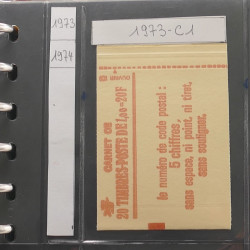 1973
1974
1973-C1
CARNET DE
20 TIMBRES-POSTE DE 1,00=20F
Le numéro de code postal :
5 chiffres,
sans espace, ni point, ni tiret,
sans souligner.